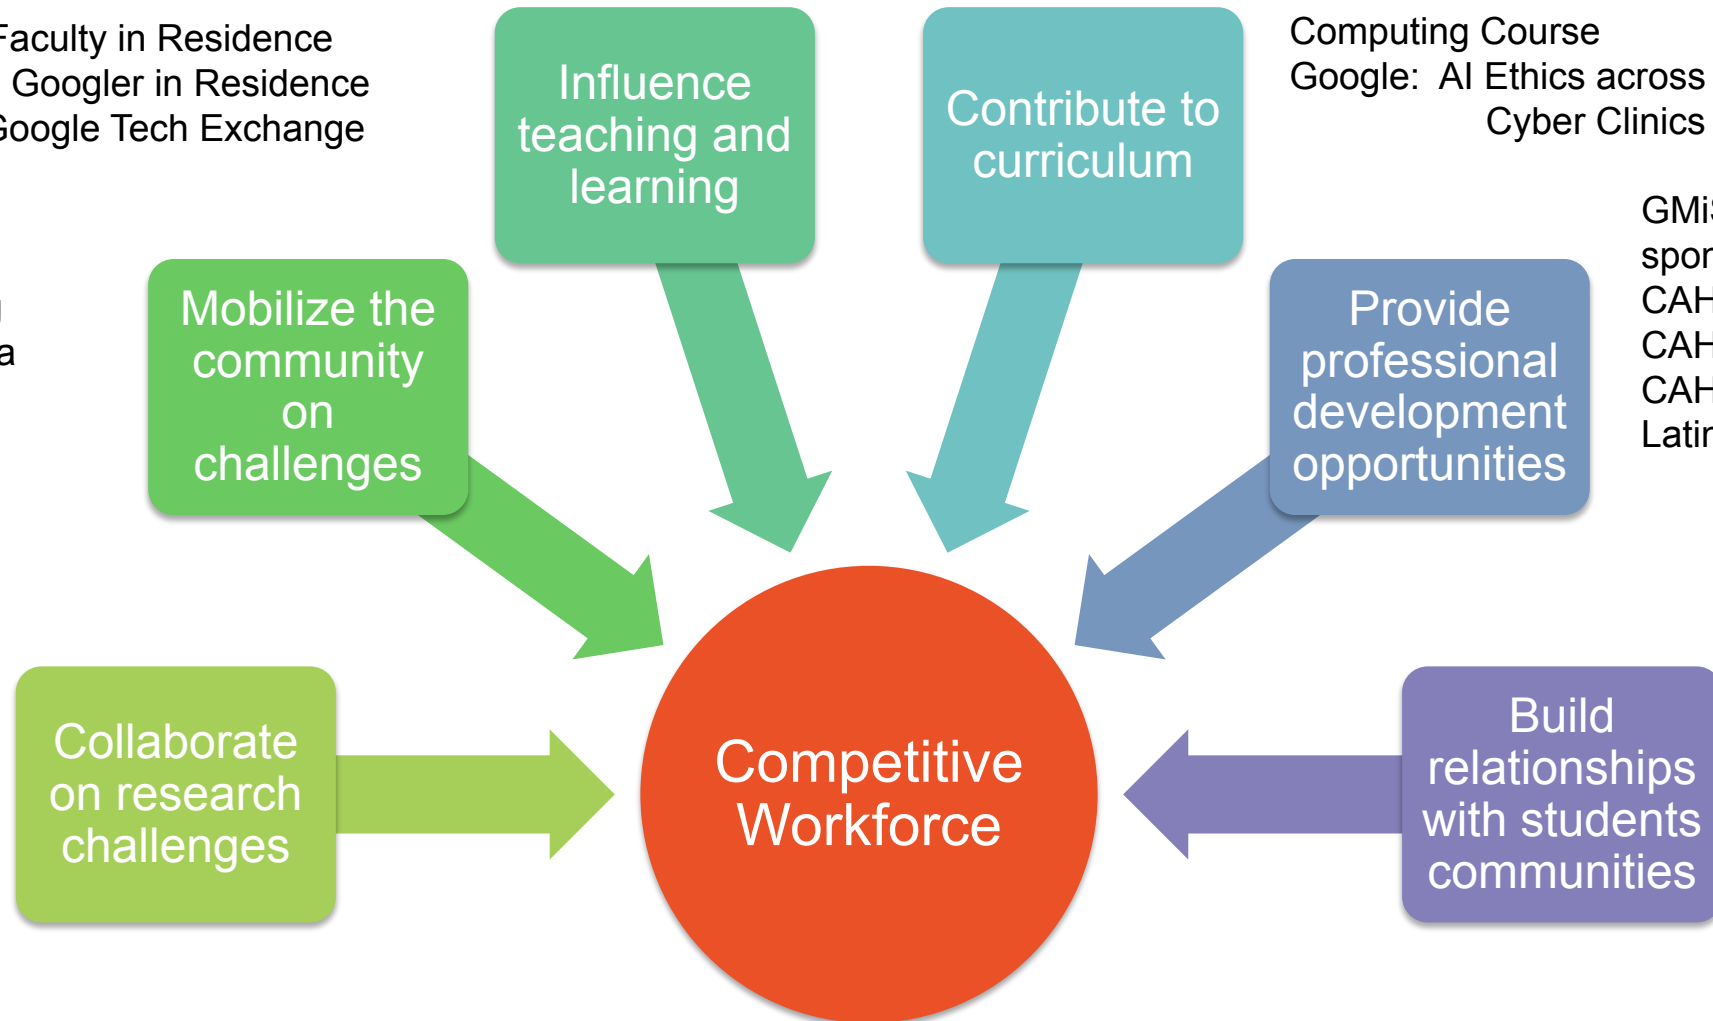 Faculty in Residence
Googler in Residence
Google Tech Exchange
Influence
teaching and
learning
Contribute to
curriculum
Computing Course
Google: AI Ethics across
Cyber Clinics
Mobilize the
community
on
challenges
Provide
professional
development
opportunities
Collaborate
on research
challenges
Competitive
Workforce
Build
relationships
with students
communities